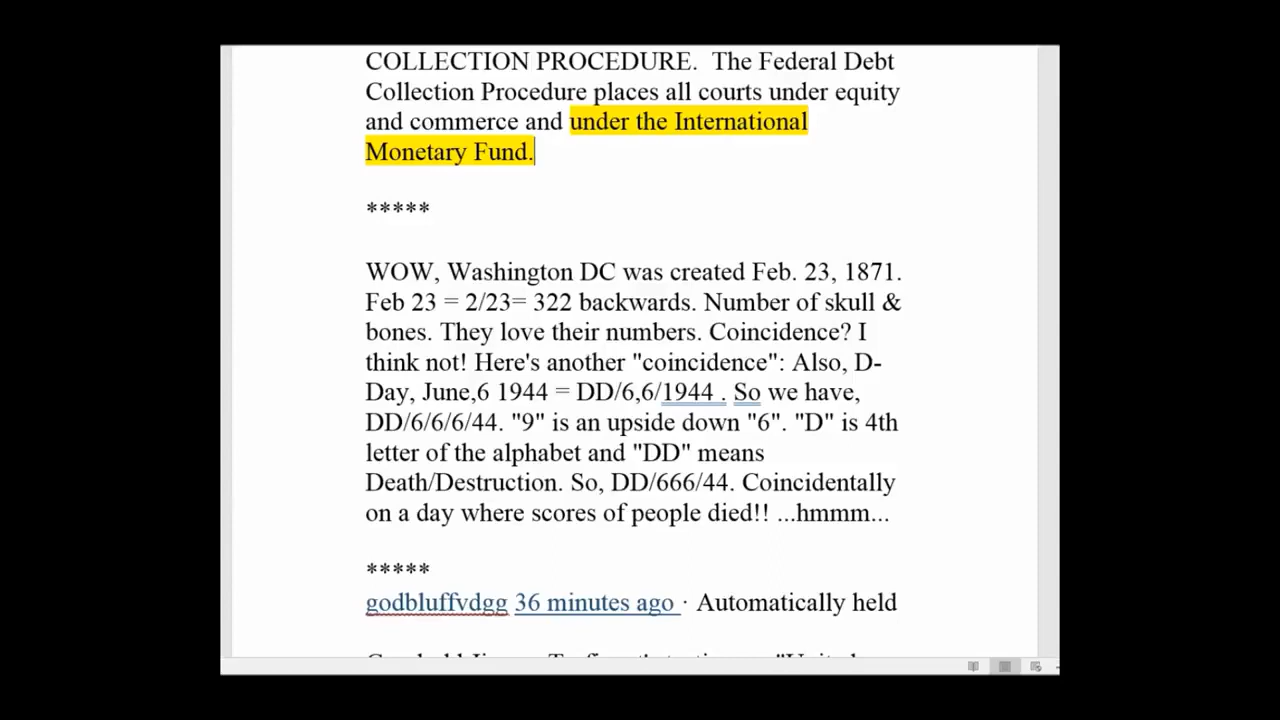 COLLECTION PROCEDURE.  The Federal Debt
Collection Procedure places all courts under equity
and commerce and under the International
Monetary Fund.
*****
WOW, Washington DC was created Feb. 23, 1871.
Feb 23 = 2/23= 322 backwards. Number of skull &
bones. They love their numbers. Coincidence? I
think not! Here's another "coincidence": Also, D-
Day, June,6 1944 = DD/6,6/1944 . So we have,
DD/6/6/6/44. "9" is an upside down "6". "D" is 4th
letter of the alphabet and "DD" means
Death/Destruction. So, DD/666/44. Coincidentally
on a day where scores of people died!! ...hmmm...
*****
godbluffvdgg 36 minutes ago · Automatically held